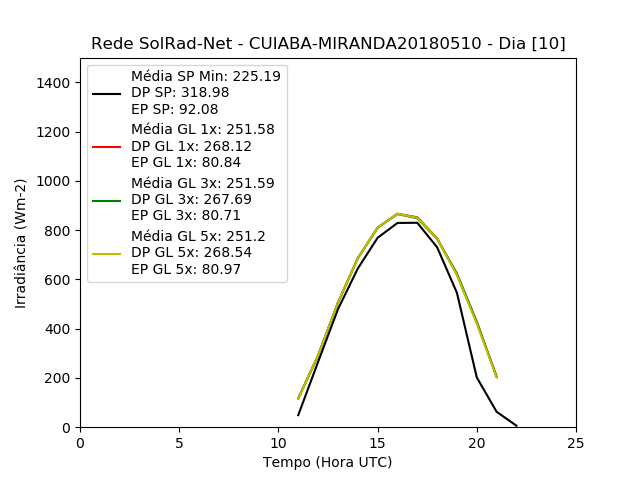 Rede SolRad-Net - CUIABA-MIRANDA20180510 - Dia [10]
Média SP Min: 225.19
DP SP: 318.98
EP SP: 92.08
Média GL 1x: 251.58
DP GL 1x: 268.12
EP GL 1x: 80.84
Média GL 3x: 251.59
DP GL 3x: 267.69
EP GL 3x: 80.71
Média GL 5x: 251.2
DP GL 5x: 268.54
EP GL 5x: 80.97
Irradiância (Wm-2)
1400
1200
1000
800
600
400
200
0
0 5 10 15 20 25
Tempo (Hora UTC)